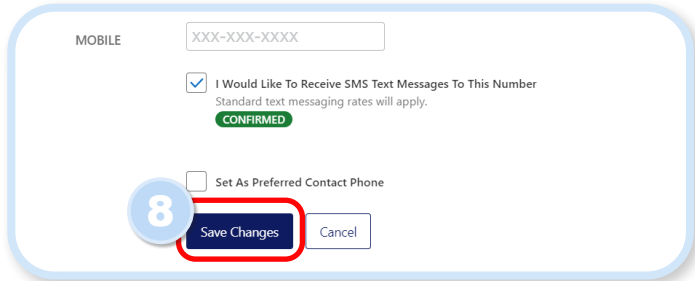 MOBILE
XXX-XXX-XXXX
I Would Like To Receive SMS Text Messages To This Number
Standard text messaging rates will apply.
CONFIRMED
Set As Preferred Contact Phone
8
Save Changes
Cancel